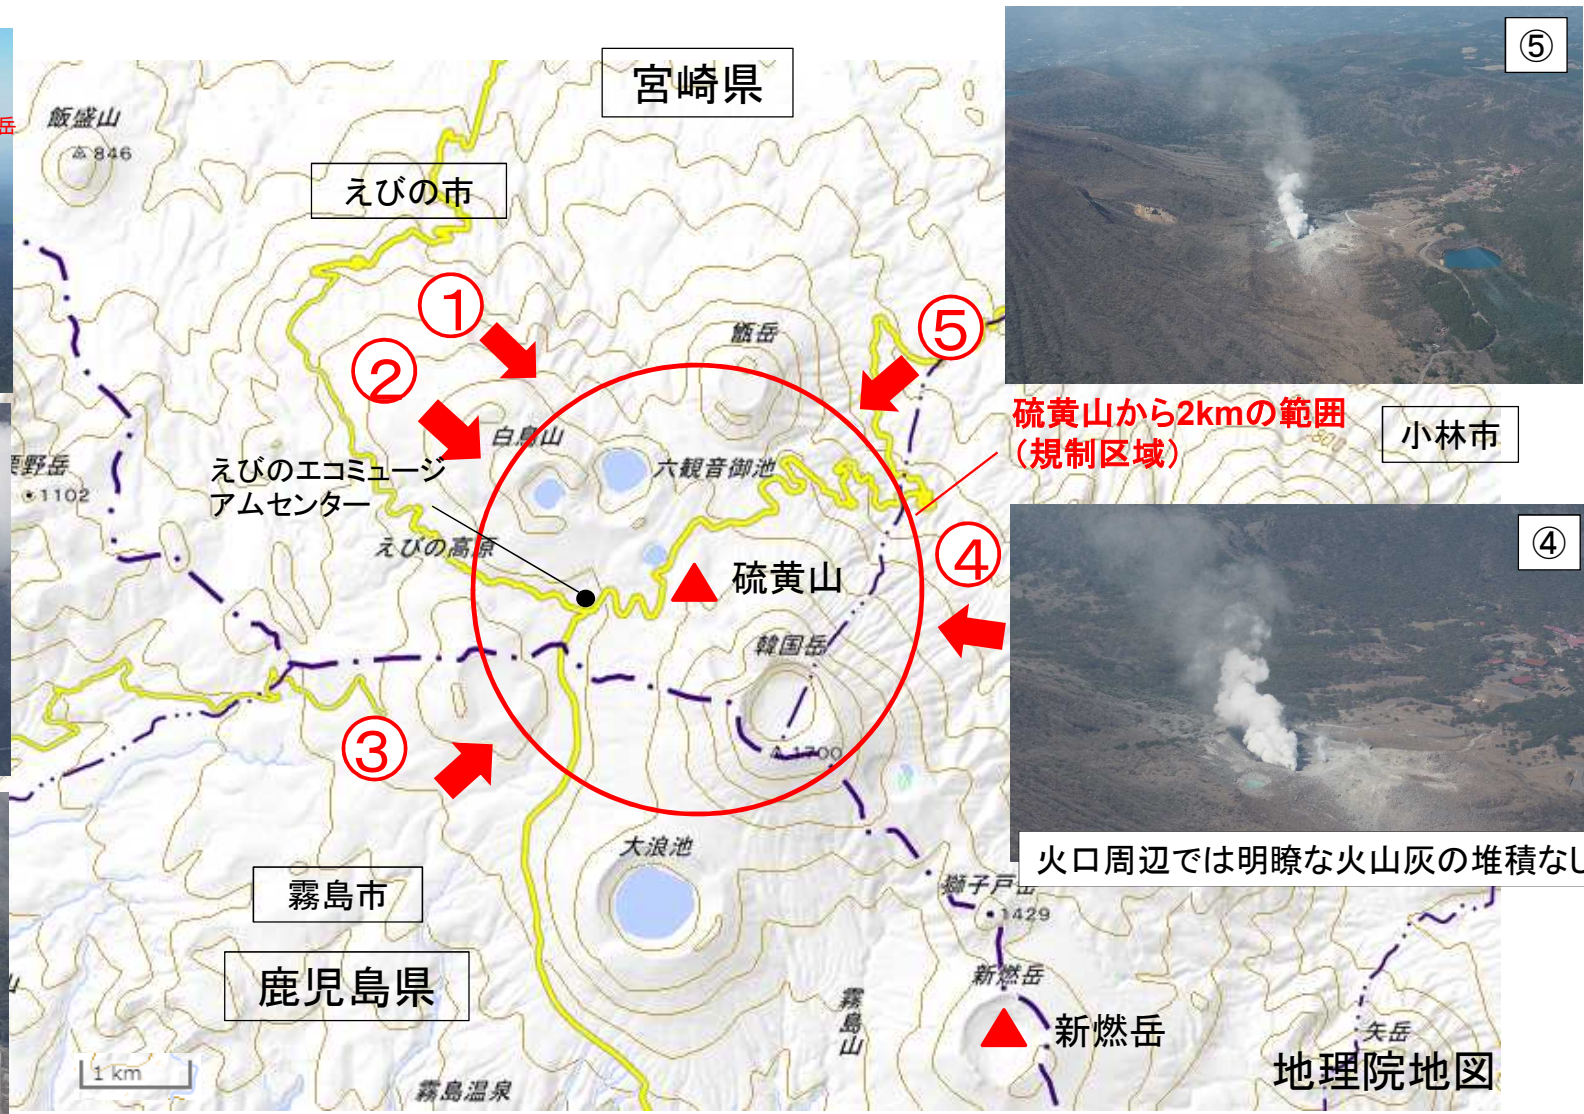 宮崎県
⑤
岳
飯盛山
846
えびの市
①
②
⑤
甑岳
白鳥山
六観音御池
硫黄山から2kmの範囲
（規制区域）
小林市
栗野岳
1102
えびのエコミュージ
アムセンター
えびの高原
④
④
硫黄山
韓国岳
1700
③
大浪池
火口周辺では明瞭な火山灰の堆積なし
霧島市
獅子戸岳
1429
鹿児島県
新燃岳
霧島山
新燃岳
矢岳
地理院地図
1 km
霧島温泉